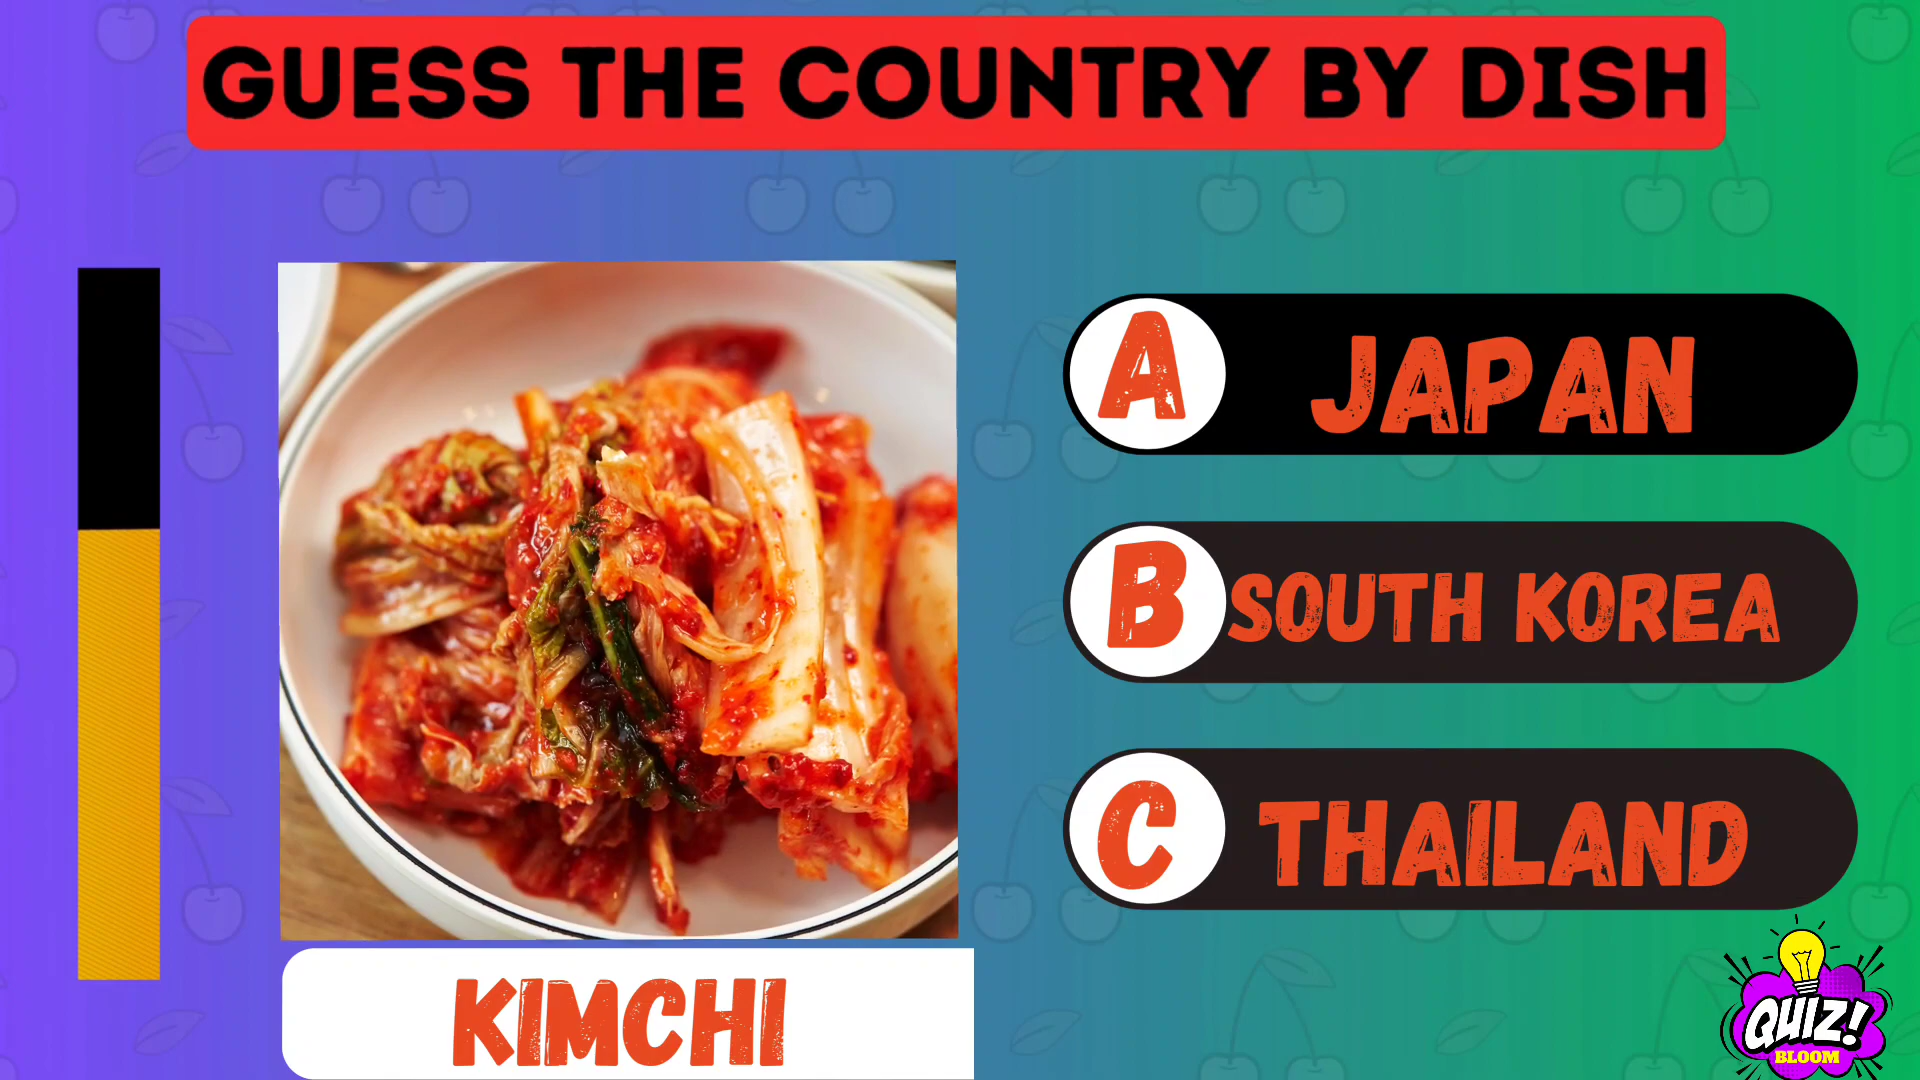 GUESS THE COUNTRY BY DISH
A JAPAN
B SOUTH KOREA
C THAILAND
KIMCHI
QUIZ!
BLOOM